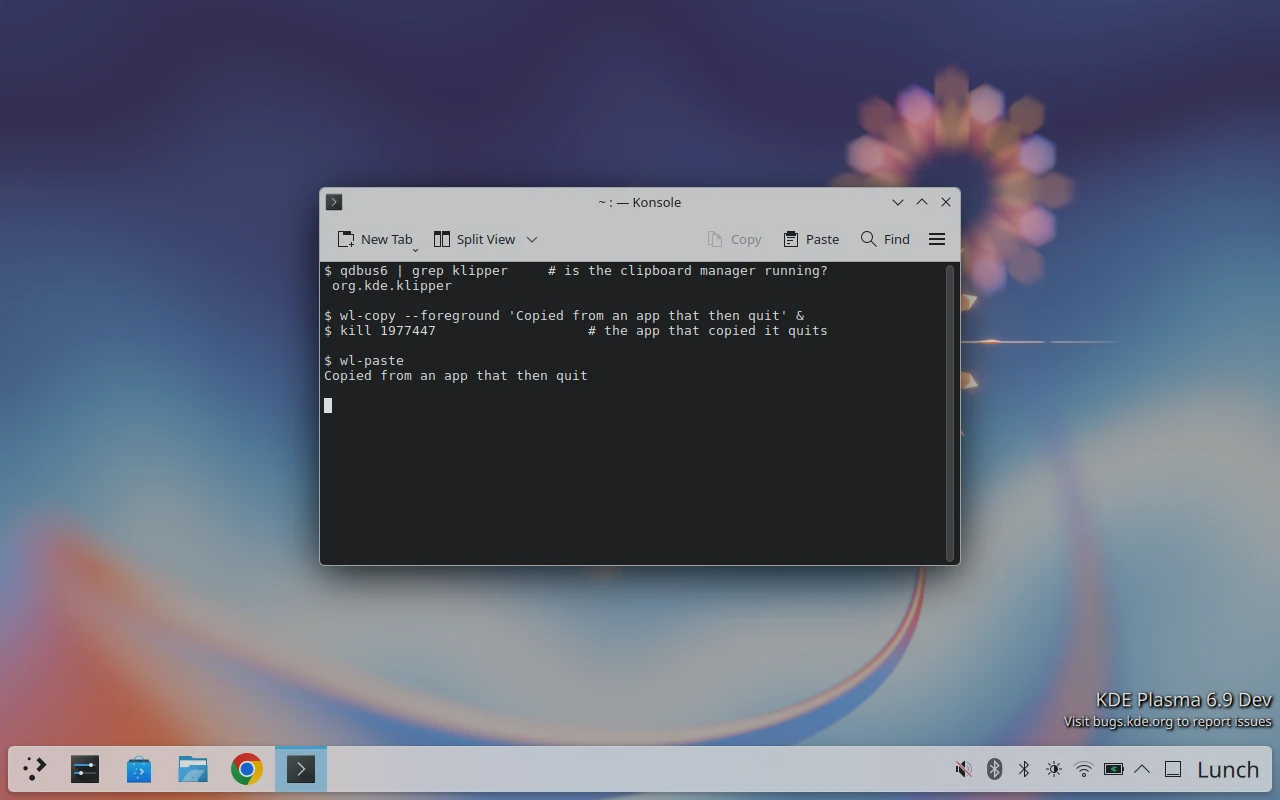 ~ : — Konsole
New Tab Split View Copy Paste Find
$ qdbus6 | grep klipper     # is the clipboard manager running?
 org.kde.klipper
$ wl-copy --foreground 'Copied from an app that then quit' &
$ kill 1977447                   # the app that copied it quits
$ wl-paste
Copied from an app that then quit
KDE Plasma 6.9 Dev
Visit bugs.kde.org to report issues
Lunch